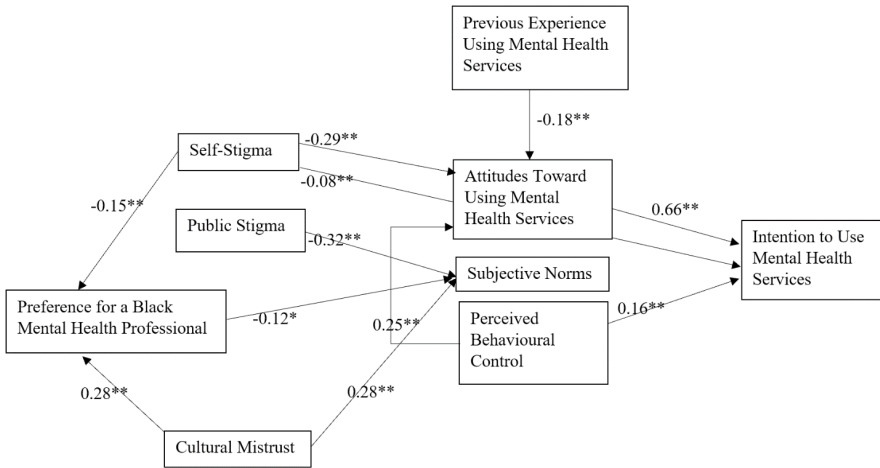 Previous Experience
Using Mental Health
Services
-0.18**
Self-Stigma
-0.29**
-0.08**
Attitudes Toward
Using Mental
Health Services
0.66**
-0.15**
Public Stigma
-0.32**
Intention to Use
Mental Health
Services
Subjective Norms
Preference for a Black
Mental Health Professional
-0.12*
0.25**
Perceived
Behavioural
Control
0.16**
0.28**
0.28**
Cultural Mistrust